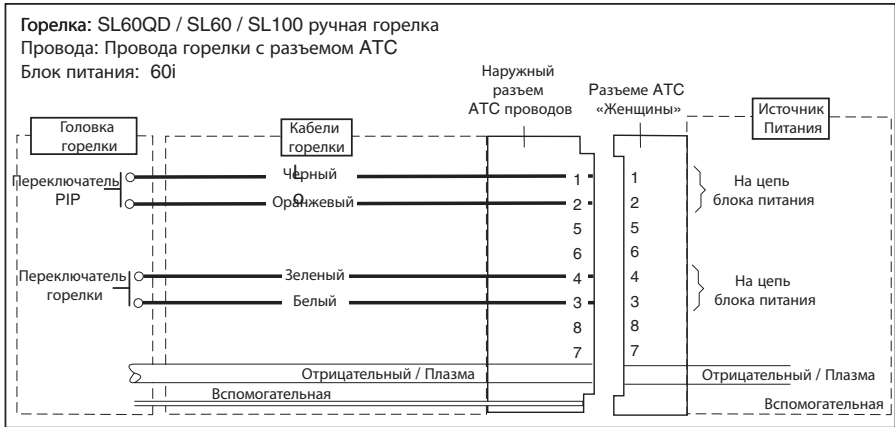 Горелка: SL60QD / SL60 / SL100 ручная горелка
Провода: Провода горелки с разъемом АТС
Блок питания: 60i
Наружный
разъем
АТС проводов
Разъеме АТС
«Женщины»
Источник
Питания
Головка
горелки
Кабели
горелки
Переключатель
PIP
Черный
L
Оранжевый
o
1
2
5
6
4
3
8
7
1
2
5
6
4
3
8
7
На цепь
блока питания
Переключатель
горелки
Зеленый
Белый
На цепь
блока питания
Отрицательный / Плазма
Вспомогательная
Отрицательный / Плазма
Вспомогательная